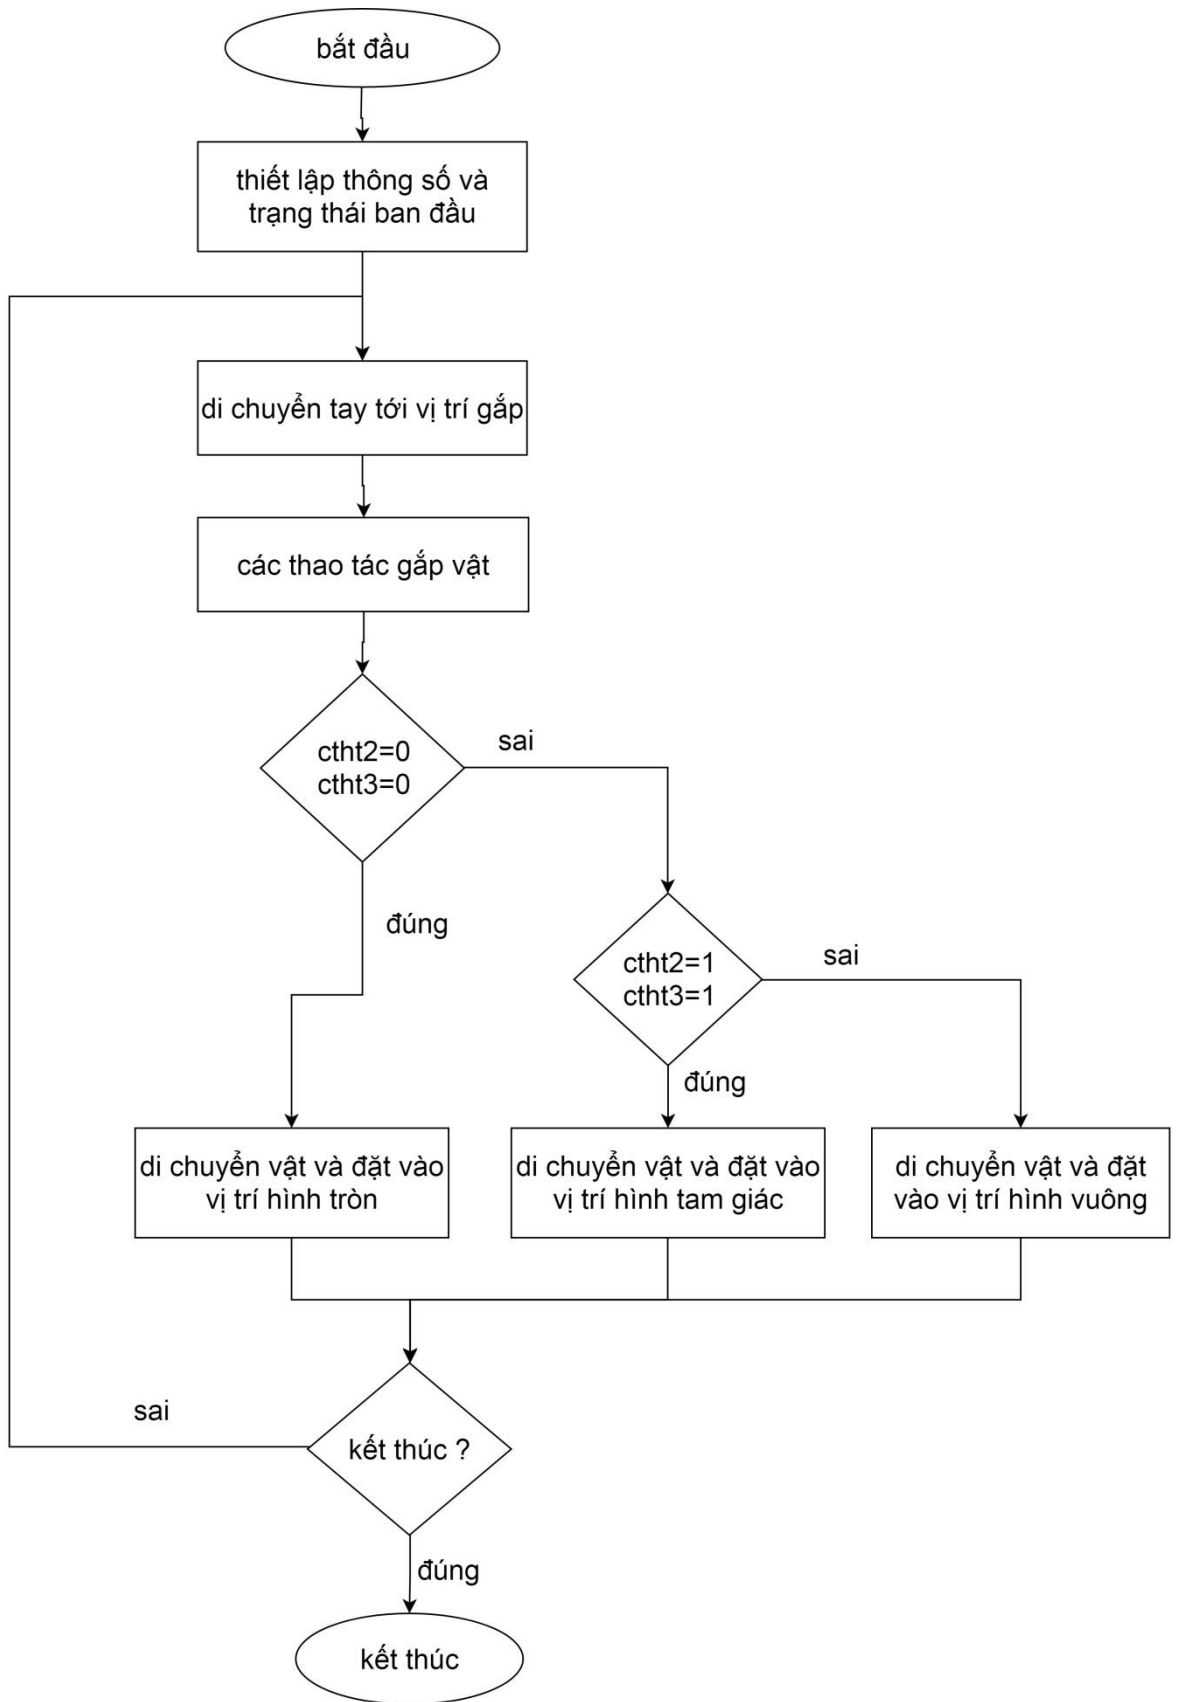 bắt đầu
thiết lập thông số và
trạng thái ban đầu
di chuyển tay tới vị trí gắp
các thao tác gắp vật
ctht2=0
ctht3=0
sai
đúng
ctht2=1
ctht3=1
sai
đúng
di chuyển vật và đặt vào
vị trí hình tròn
di chuyển vật và đặt vào
vị trí hình tam giác
di chuyển vật và đặt
vào vị trí hình vuông
sai
kết thúc ?
đúng
kết thúc